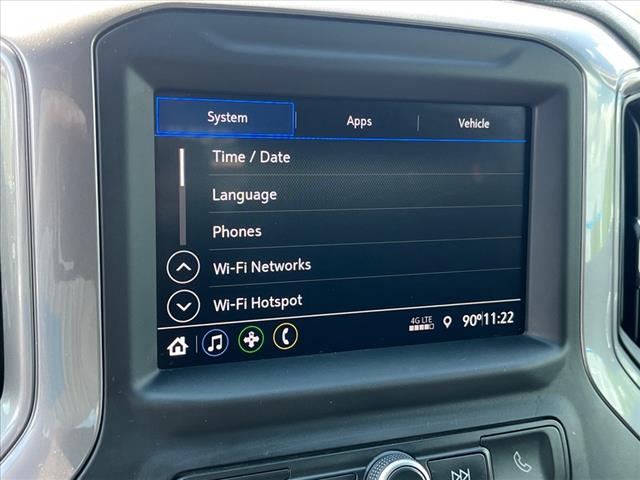 System Apps Vehicle
Time / Date
Language
Phones
Wi-Fi Networks
Wi-Fi Hotspot
4G LTE 90° 11:22